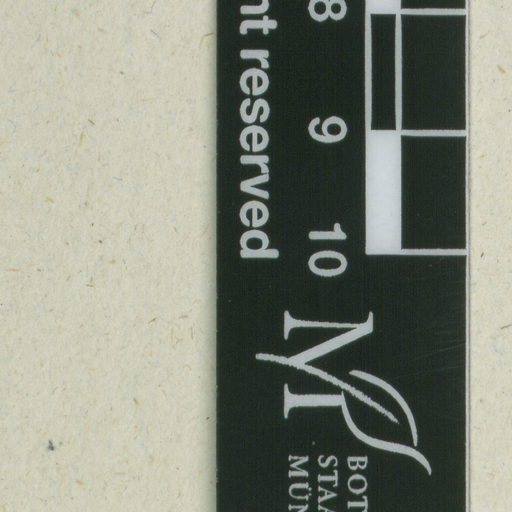 8 9 10
nt reserved
M
BOT
STAA
MÜN